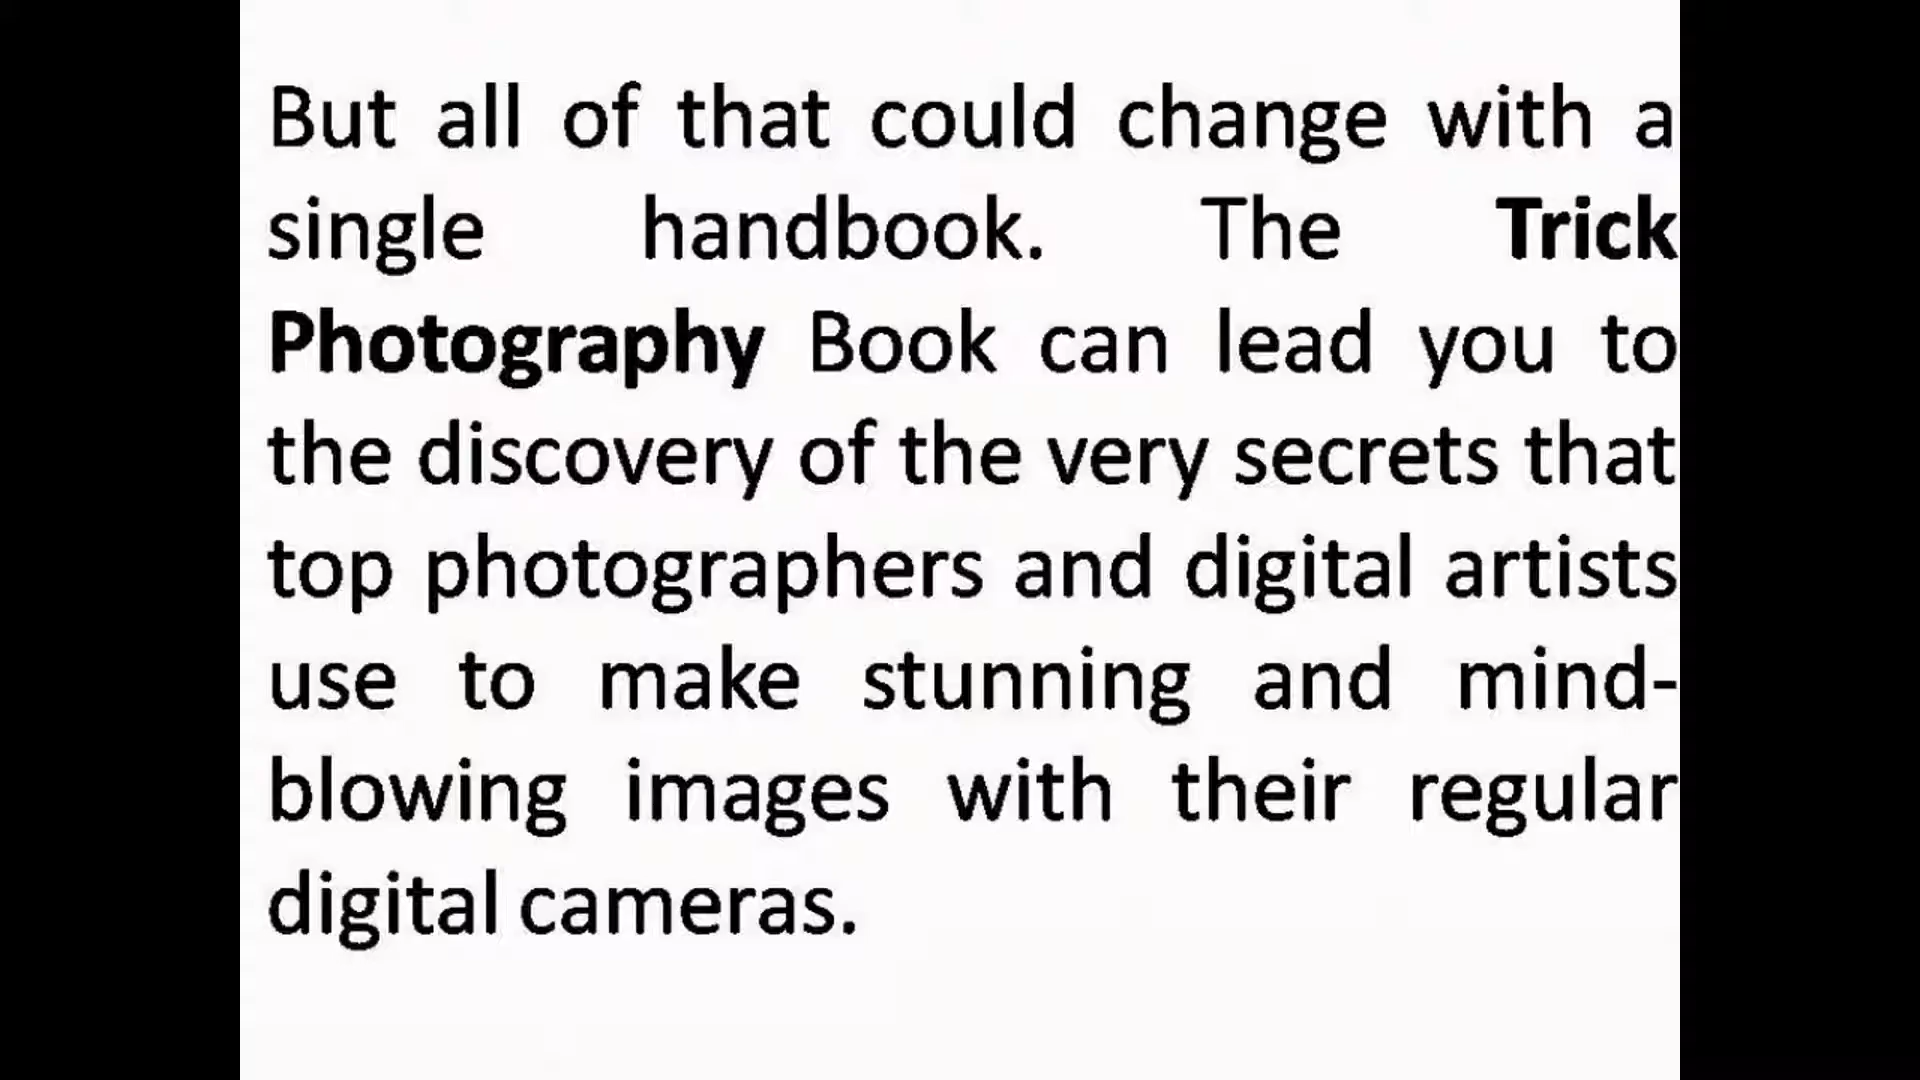 But all of that could change with a
single handbook. The Trick
Photography Book can lead you to
the discovery of the very secrets that
top photographers and digital artists
use to make stunning and mind-
blowing images with their regular
digital cameras.